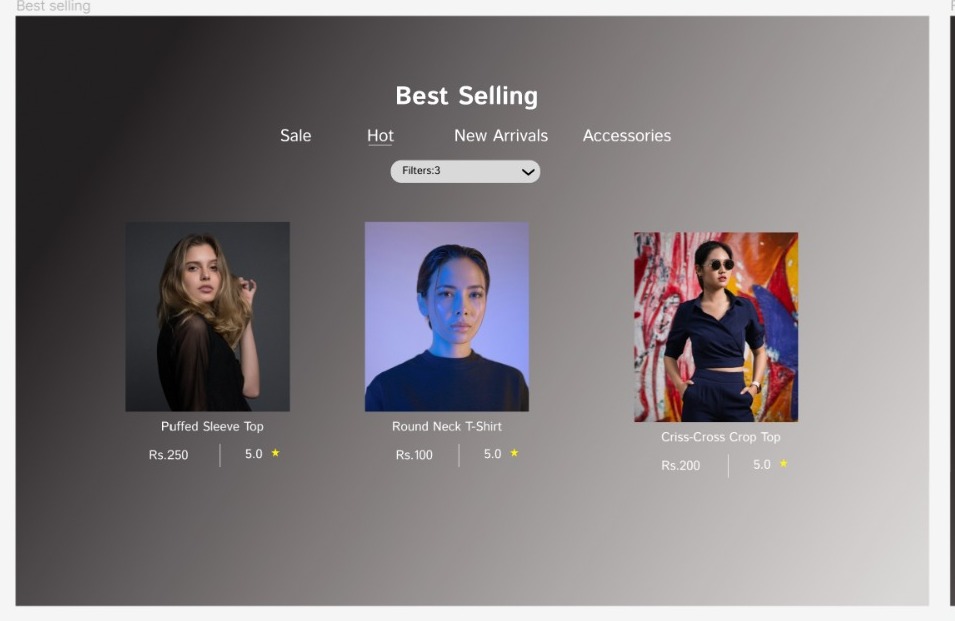 Best selling
Best Selling
Sale Hot New Arrivals Accessories
Filters:3
Puffed Sleeve Top
Rs.250 5.0
Round Neck T-Shirt
Rs.100 5.0
Criss-Cross Crop Top
Rs.200 5.0